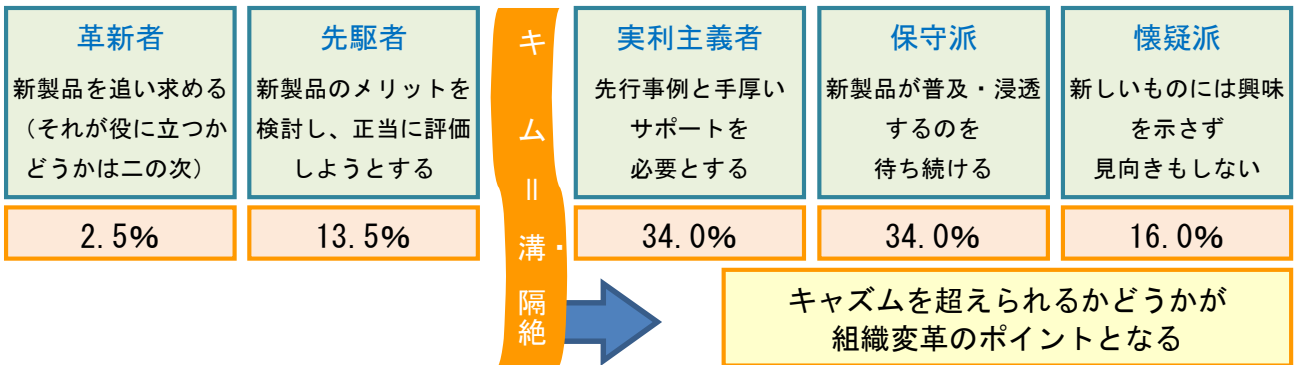 革新者
新製品を追い求める
（それが役に立つか
どうかは二の次）
2.5%
先駆者
新製品のメリットを
検討し、正当に評価
しようとする
13.5%
キ ム＝溝・隔絶
実利主義者
先行事例と手厚い
サポートを
必要とする
34.0%
保守派
新製品が普及・浸透
するのを
待ち続ける
34.0%
懐疑派
新しいものには興味
を示さず
見向きもしない
16.0%
キャズムを超えられるかどうかが
組織変革のポイントとなる